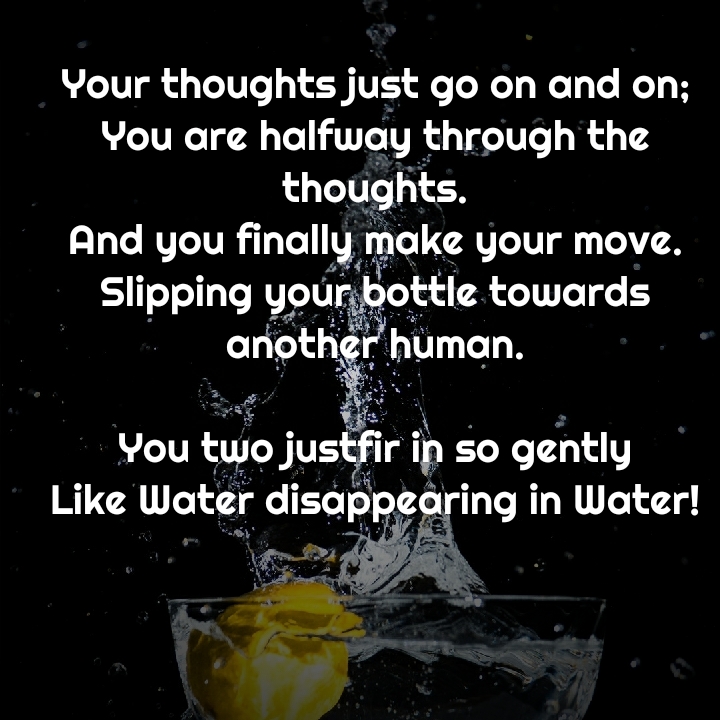 Your thoughts just go on and on;
You are halfway through the
thoughts.
And you finally make your move.
Slipping your bottle towards
another human.
You two justfir in so gently
Like Water disappearing in Water!